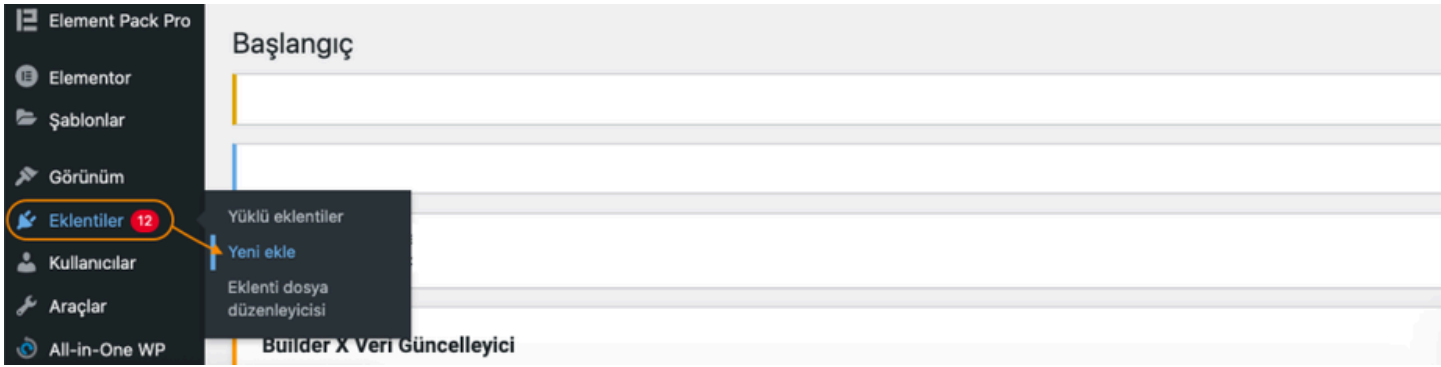 Element Pack Pro
Elementor
Şablonlar
Görünüm
Eklentiler 12
Kullanıcılar
Araçlar
All-in-One WP
Yüklü eklentiler
Yeni ekle
Eklenti dosya
düzenleyicisi
Başlangıç
Builder X Veri Güncelleyici